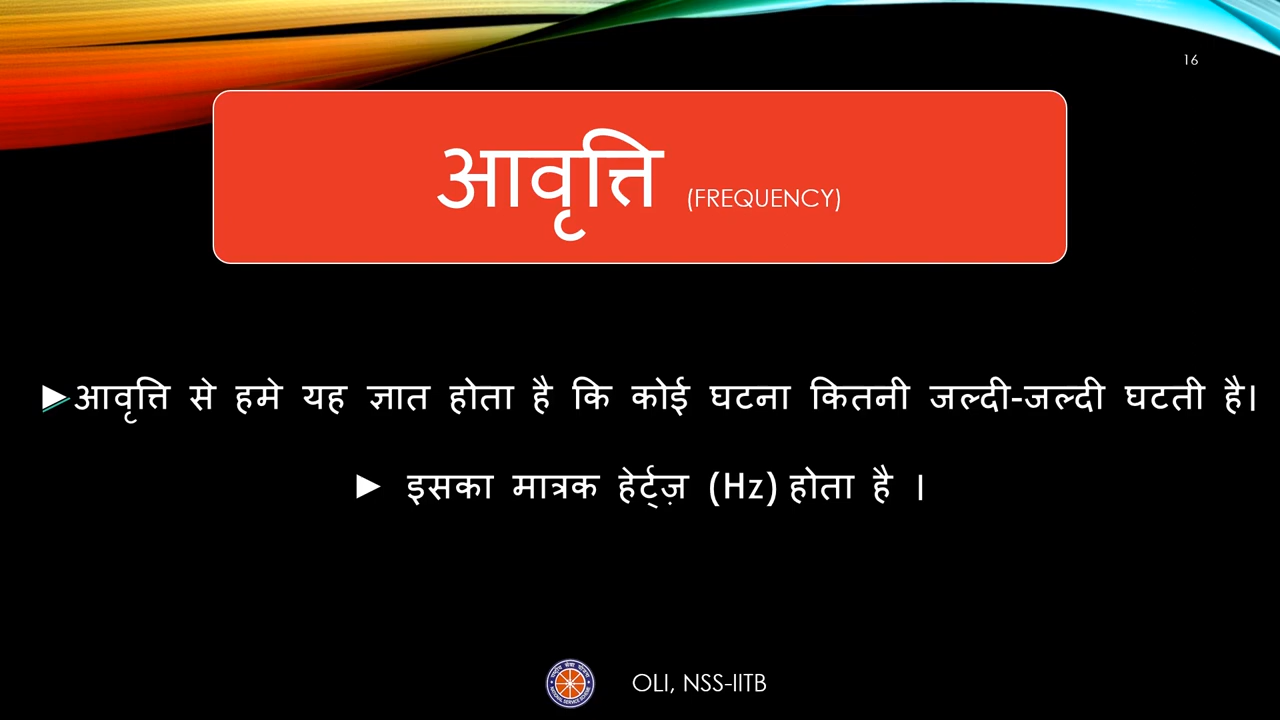 16
आवृत्ति (FREQUENCY)
►आवृत्ति से हमे यह ज्ञात होता है कि कोई घटना कितनी जल्दी-जल्दी घटती है।
► इसका मात्रक हेर्ट्ज़ (Hz) होता है ।
OLI, NSS-IITB